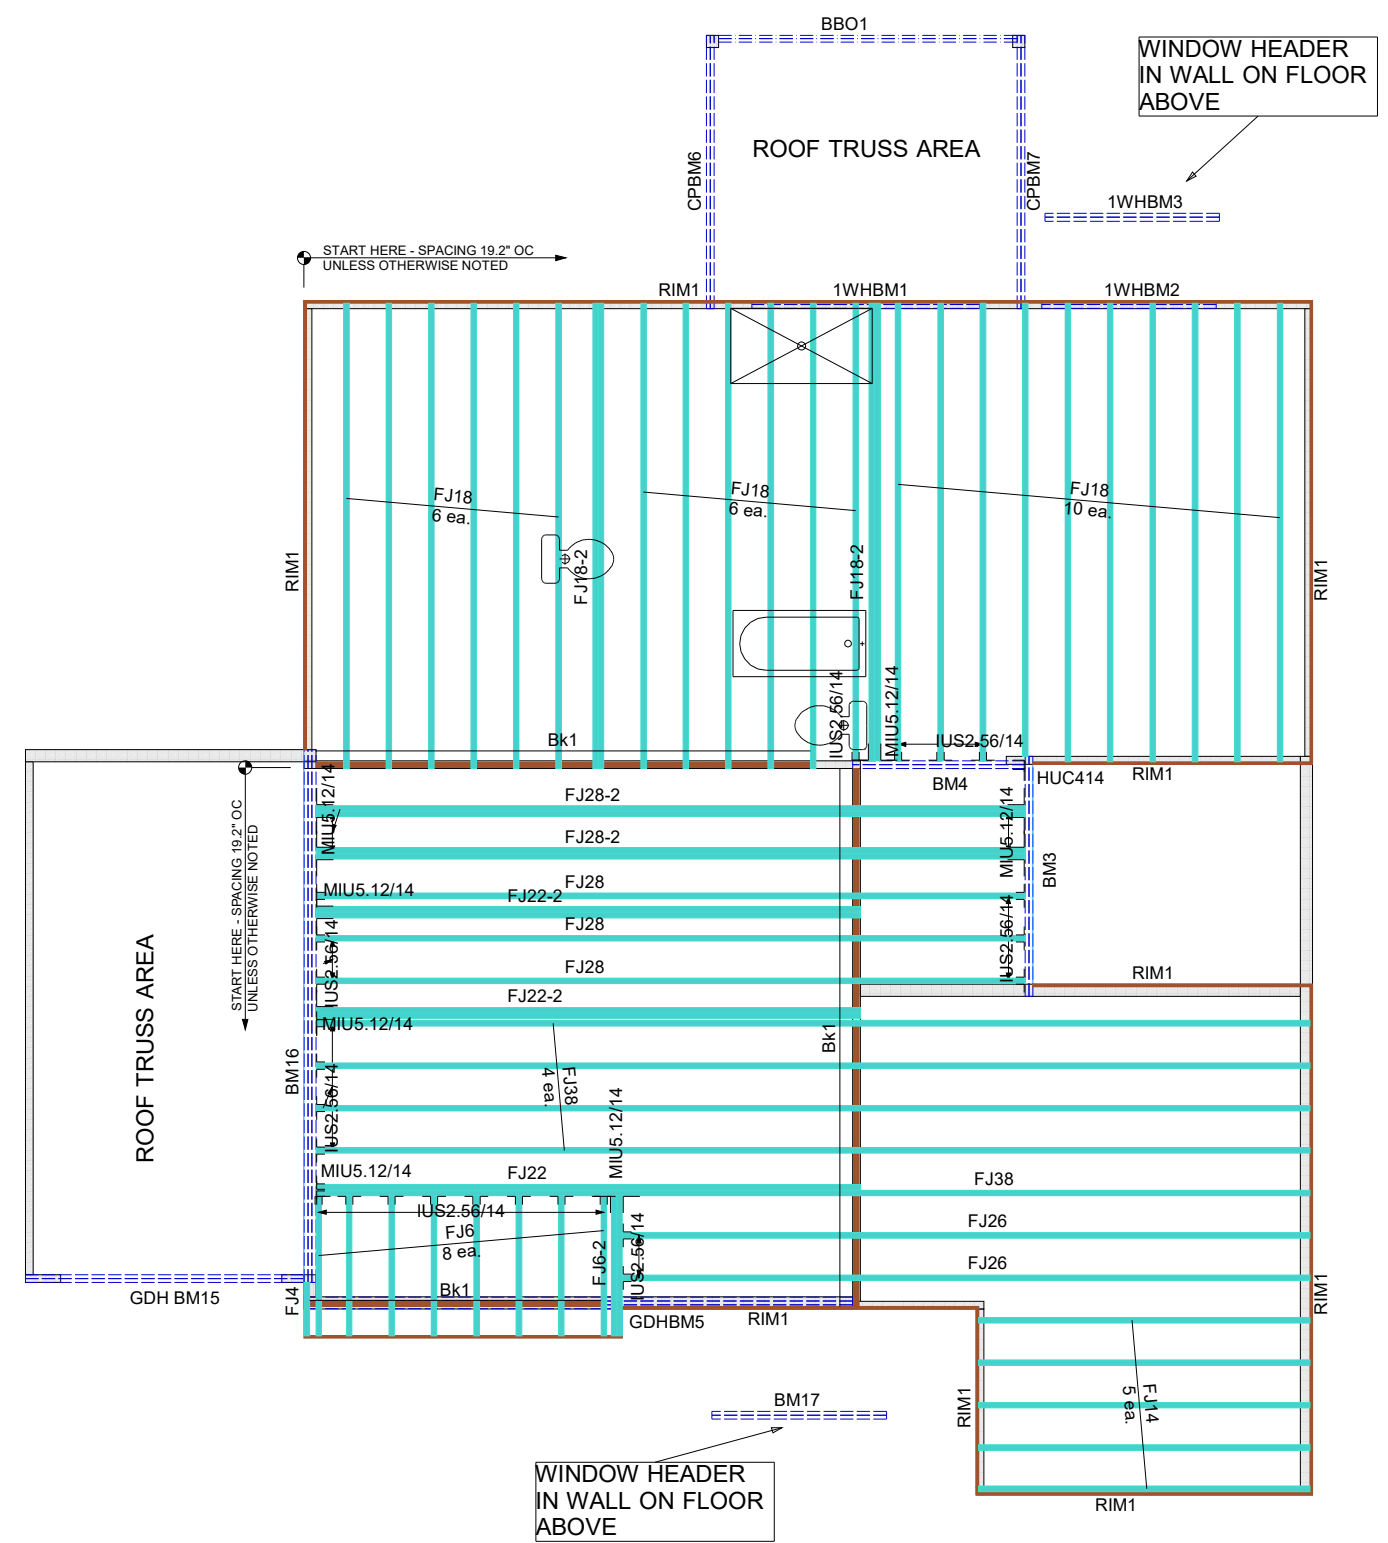 BBO1
WINDOW HEADER
IN WALL ON FLOOR
ABOVE
ROOF TRUSS AREA
CPBM6
CPBM7
1WHBM3
START HERE - SPACING 19.2" OC
UNLESS OTHERWISE NOTED
RIM1
1WHBM1
1WHBM2
FJ18
6 ea.
FJ18
6 ea.
FJ18
10 ea.
RIM1
FJ18-2
FJ18-2
RIM1
IUS2.56/14
MIU5.12/14
Bk1
IUS2.56/14
BM4
HUC414
RIM1
MIU5.12/14
FJ28-2
MIU5.12/14
START HERE - SPACING 19.2" OC
UNLESS OTHERWISE NOTED
FJ28-2
BM3
MIU5.12/14
FJ28
FJ22-2
FJ28
IUS2.56/14
IUS2.56/14
FJ28
RIM1
FJ22-2
MIU5.12/14
Bk1
ROOF TRUSS AREA
BM16
IUS2.56/14
FJ38
4 ea.
MIU5.12/14
MIU5.12/14
FJ22
FJ38
IUS2.56/14
FJ6
8 ea.
FJ26
FJ6-2
IUS2.56/14
FJ26
Bk1
FJ4
GDH BM15
GDHBM5
RIM1
RIM1
BM17
RIM1
FJ14
5 ea.
WINDOW HEADER
IN WALL ON FLOOR
ABOVE
RIM1